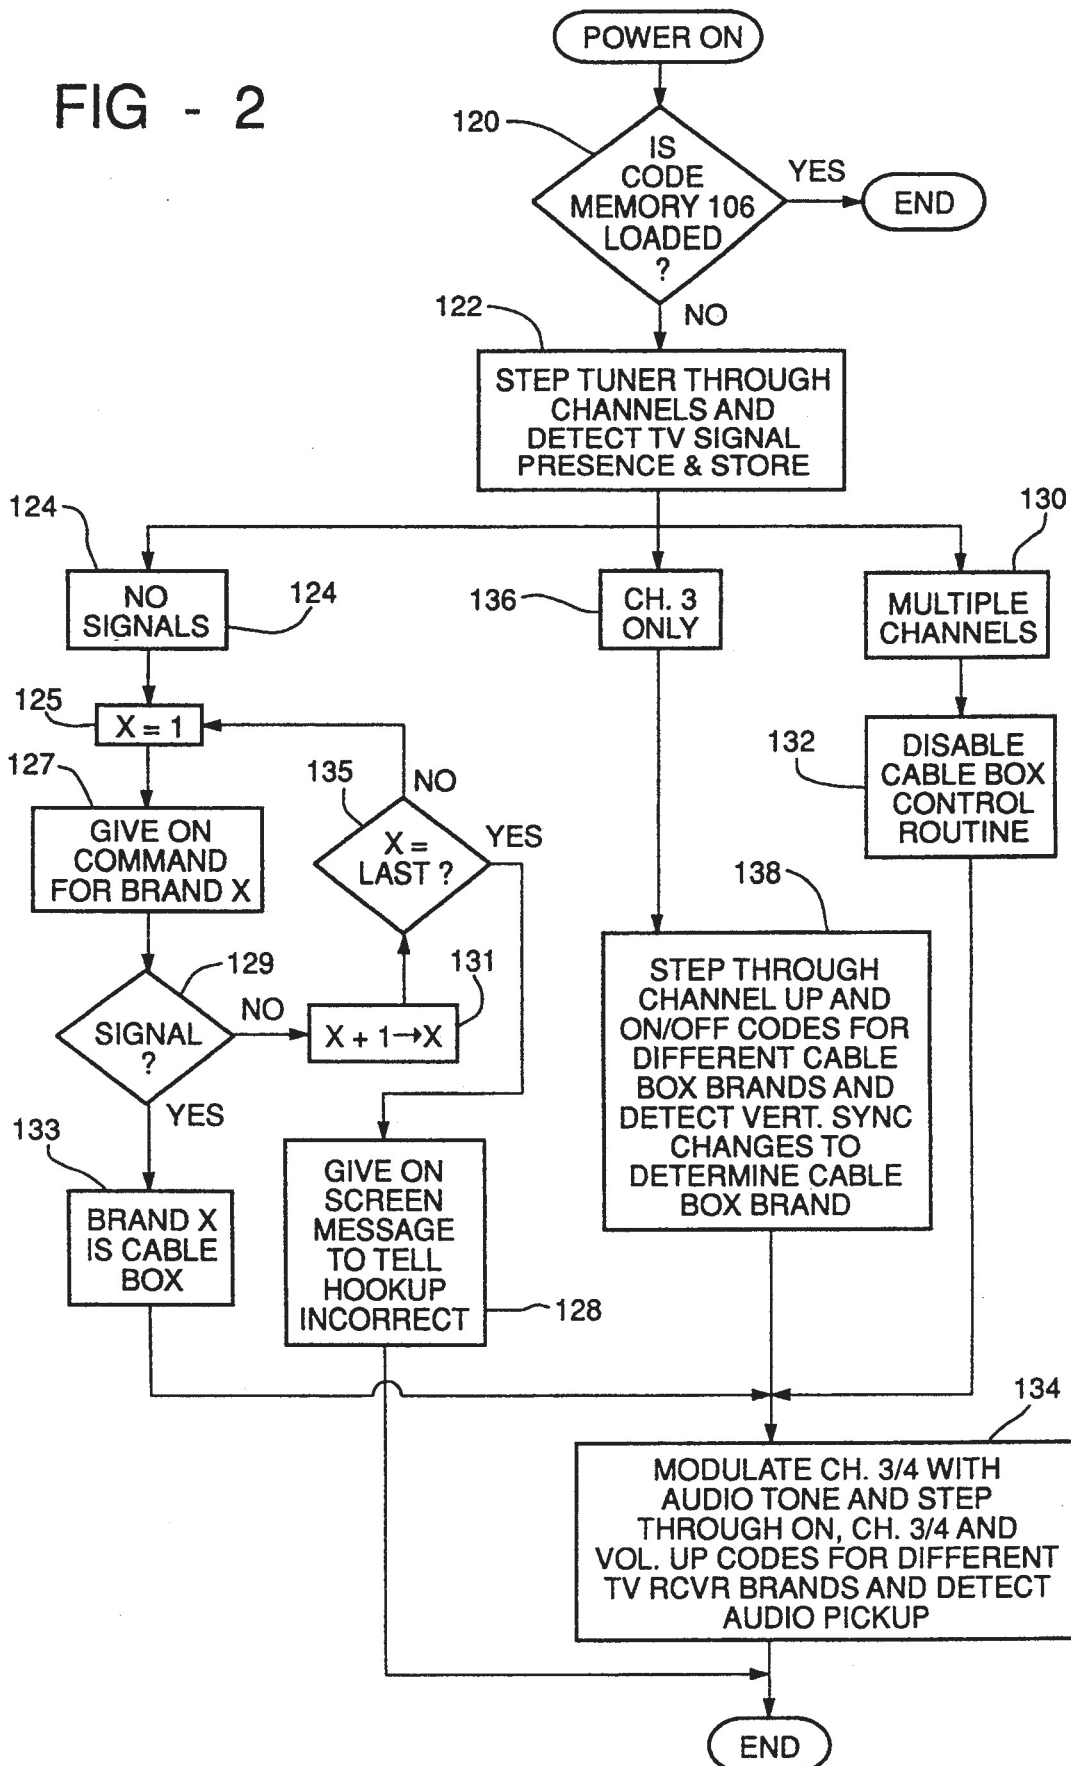 FIG - 2
POWER ON
120
IS
CODE
MEMORY 106
LOADED
?
YES
END
NO
122
STEP TUNER THROUGH
CHANNELS AND
DETECT TV SIGNAL
PRESENCE & STORE
124
NO
SIGNALS
124
136
CH. 3
ONLY
130
MULTIPLE
CHANNELS
125
X = 1
132
DISABLE
CABLE BOX
CONTROL
ROUTINE
127
GIVE ON
COMMAND
FOR BRAND X
135
NO
X =
LAST ?
YES
129
SIGNAL
?
NO
131
X + 1→X
YES
138
STEP THROUGH
CHANNEL UP AND
ON/OFF CODES FOR
DIFFERENT CABLE
BOX BRANDS AND
DETECT VERT. SYNC
CHANGES TO
DETERMINE CABLE
BOX BRAND
133
BRAND X
IS CABLE
BOX
GIVE ON
SCREEN
MESSAGE
TO TELL
HOOKUP
INCORRECT
128
134
MODULATE CH. 3/4 WITH
AUDIO TONE AND STEP
THROUGH ON, CH. 3/4 AND
VOL. UP CODES FOR DIFFERENT
TV RCVR BRANDS AND DETECT
AUDIO PICKUP
END